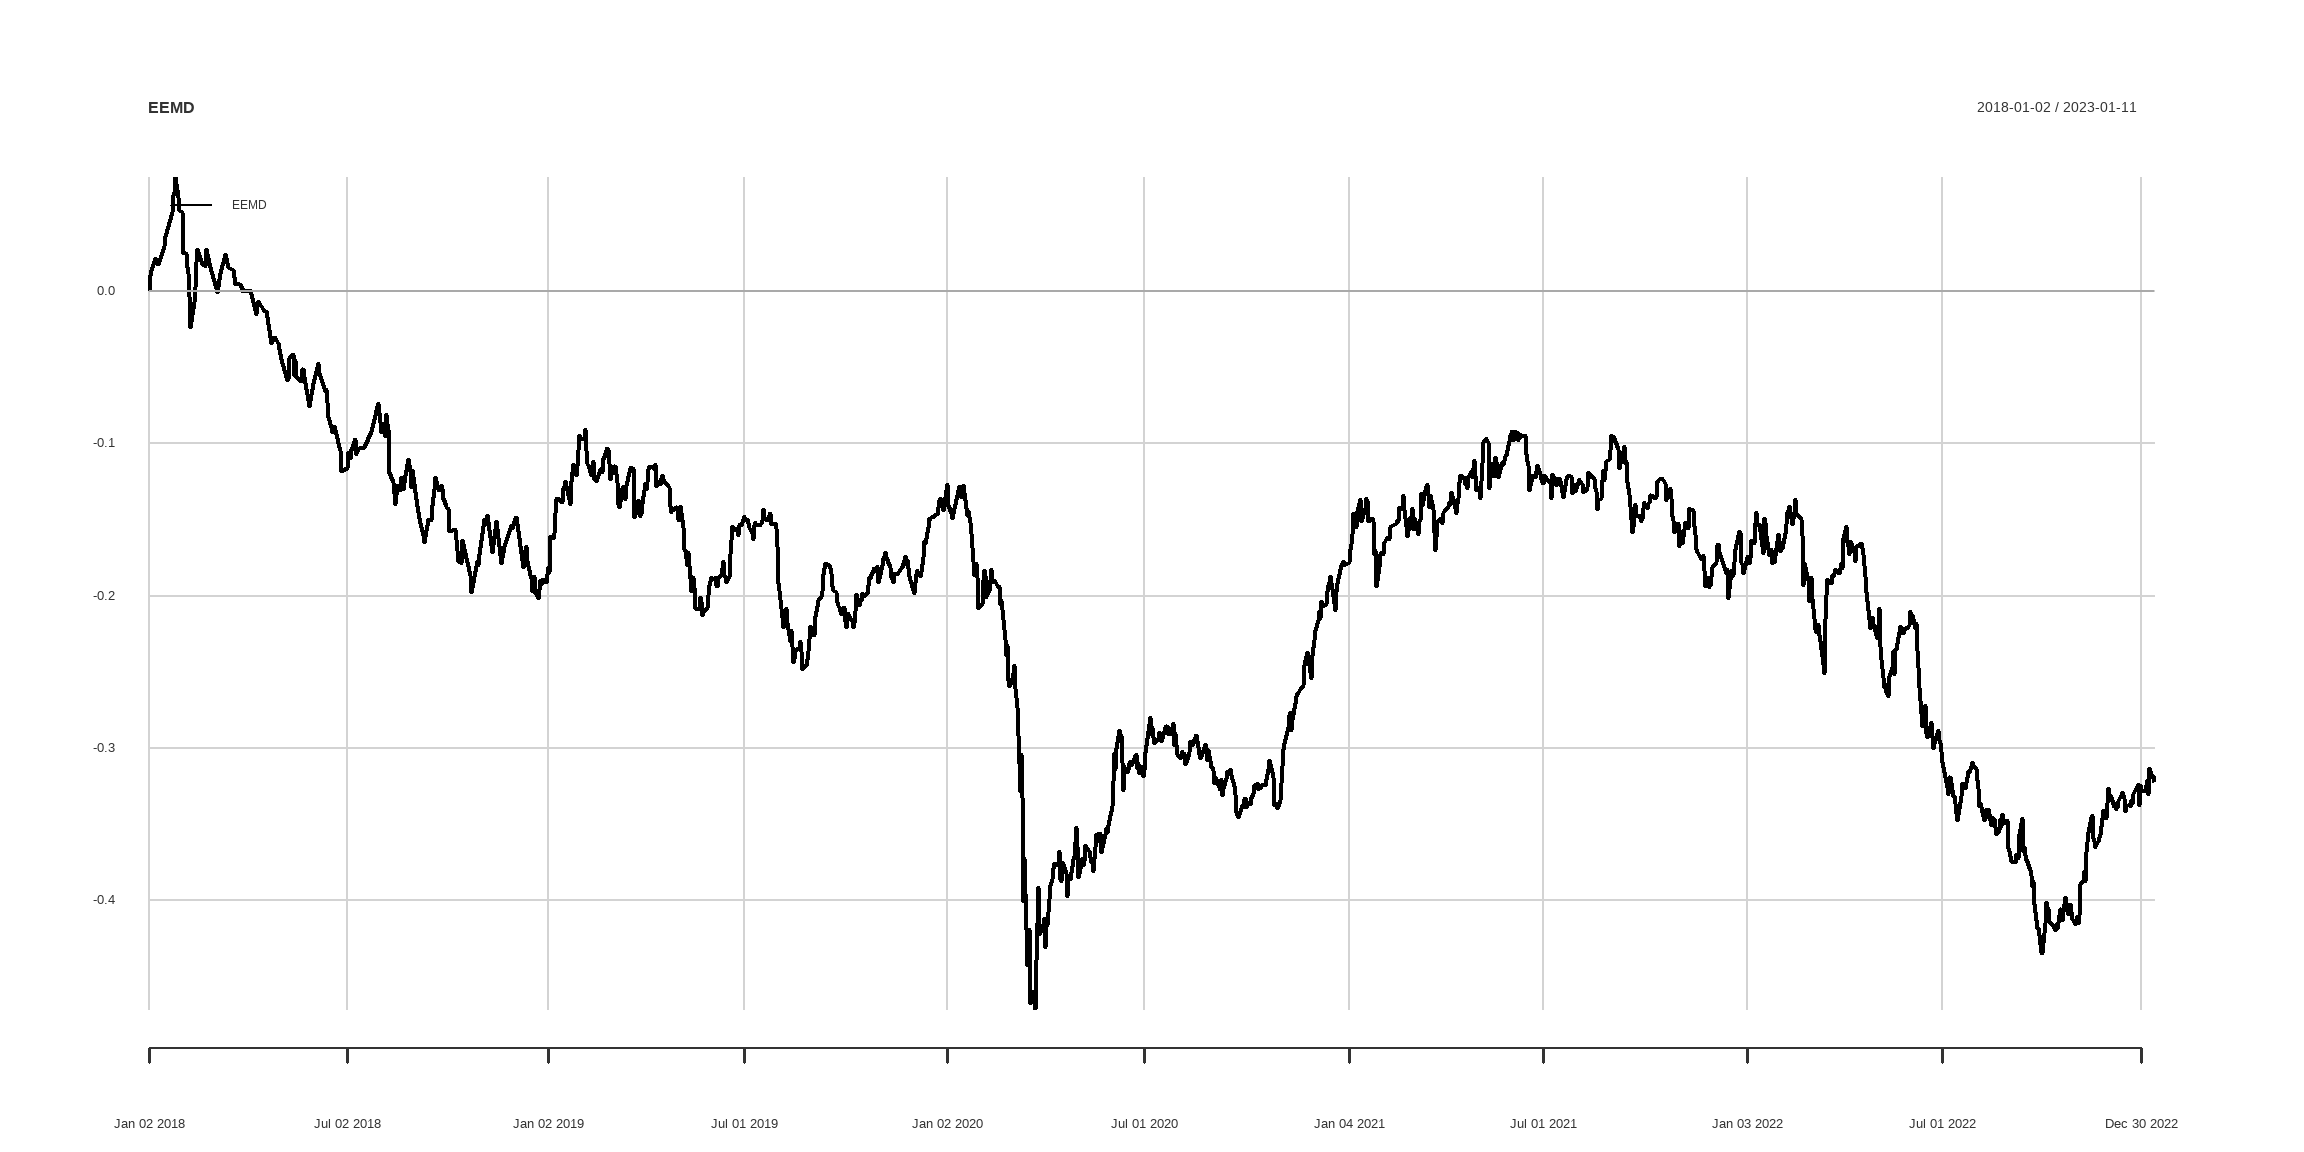 EEMD
2018-01-02 / 2023-01-11
EEMD
0.0
-0.1
-0.2
-0.3
-0.4
Jan 02 2018
Jul 02 2018
Jan 02 2019
Jul 01 2019
Jan 02 2020
Jul 01 2020
Jan 04 2021
Jul 01 2021
Jan 03 2022
Jul 01 2022
Dec 30 2022